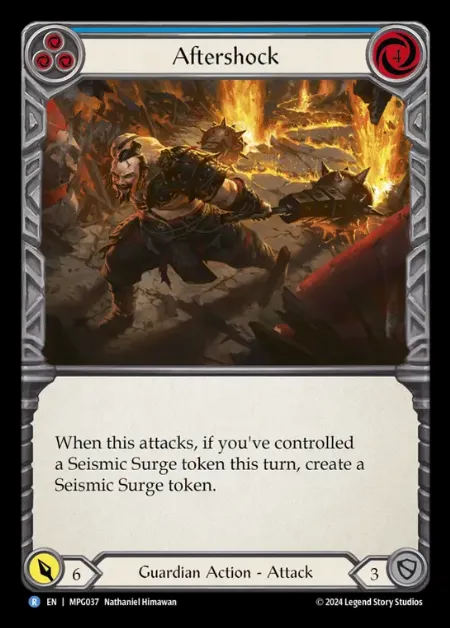 Aftershock
4
When this attacks, if you've controlled
a Seismic Surge token this turn, create a
Seismic Surge token.
6
Guardian Action - Attack
3
R EN | MPG037 Nathaniel Himawan
© 2024 Legend Story Studios